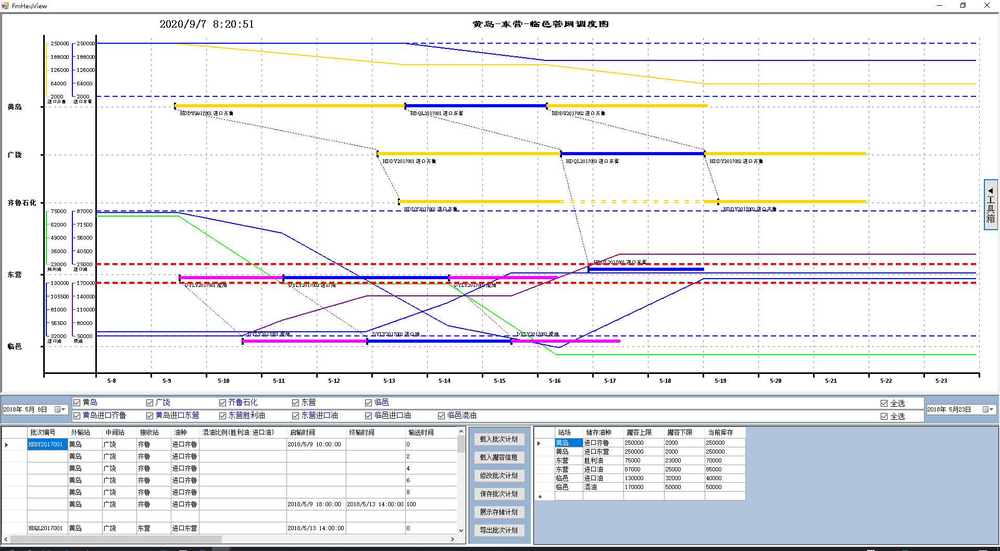 FmHeuView
2020/9/7 8:20:51
黄岛-东营-临邑管网调度图
250000 250000
188000 188000
126000 126000
64000 64000
2000 2000
进口齐鲁 进口东营
黄岛
HDDY2017001 进口齐鲁 HDQL2017001 进口东营 HDDY2017002 进口齐鲁
广饶
HDDY2017001 进口齐鲁 HDQL2017001 进口东营 HDDY2017002 进口齐鲁
齐鲁石化
HDDY2017001 进口齐鲁 HDDY2017002 进口齐鲁
75000 87000
62000 71500
49000 56000
36000 40500
23000 25000
胜利油 进口油
HDQL2017001 进口东营
东营
DYLY2017001 混油 DYLY2017002 进口油 DYLY2017002 混油
130000 170000
105500 140000
81000 110000
56500 80000
32000 50000
进口油 混油
DYLY2017001 混油 DYLY2017002 进口油 DYLY2017002 混油
临邑
5-8 5-9 5-10 5-11 5-12 5-13 5-14 5-15 5-16 5-17 5-18 5-19 5-20 5-21 5-22 5-23
工具箱
2018年 5月 8日
黄岛 广饶 齐鲁石化 东营 临邑 全选
黄岛进口齐鲁 黄岛进口东营 东营胜利油 东营进口油 临邑进口油 临邑混油 全选
2018年 5月23日
批次编号 外输站 中间站 接收站 油种 混油比例(胜利油:进口油) 启输时间 终输时间 输送时间
HDDY2017001 黄岛 广饶 齐鲁 进口齐鲁 2018/5/9 10:00:00 0
黄岛 广饶 齐鲁 进口齐鲁 2
黄岛 广饶 齐鲁 进口齐鲁 4
黄岛 广饶 齐鲁 进口齐鲁 6
黄岛 广饶 齐鲁 进口齐鲁 8
黄岛 广饶 齐鲁 进口齐鲁 2018/5/9 18:00:00 2018/5/13 14:00:00 100
HDQL2017001 黄岛 广饶 东营 进口东营 2018/5/13 14:00:00 0
载入批次计划
载入罐容信息
修改批次计划
保存批次计划
展示存储计划
导出批次计划
站场 储存油种 罐容上限 罐容下限 当前库存
黄岛 进口齐鲁 250000 2000 250000
黄岛 进口东营 250000 2000 250000
东营 胜利油 75000 23000 70000
东营 进口油 87000 25000 85000
临邑 进口油 130000 32000 40000
临邑 混油 170000 50000 50000